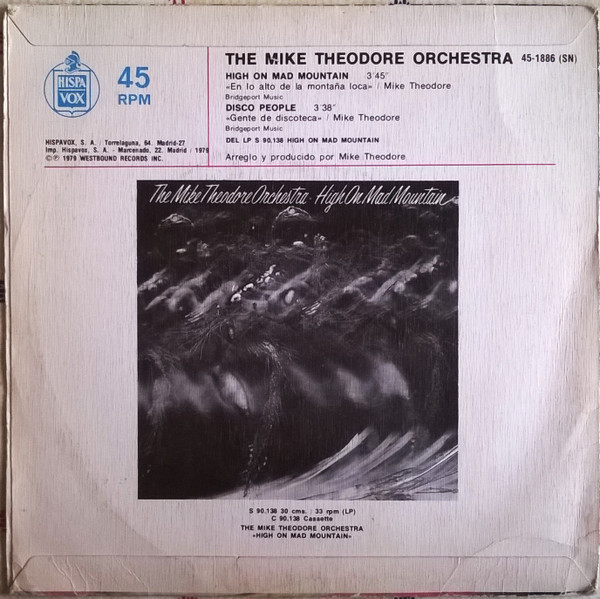 HISPA
VOX
45
RPM
HISPAVOX, S. A. Torrelaguna, 64. Madrid-27
Imp. Hispavox, S. A. - Marcenado, 22. Madrid / 1979
©℗ 1979 WESTBOUND RECORDS INC.
THE MIKE THEODORE ORCHESTRA 45-1886 (SN)
HIGH ON MAD MOUNTAIN 3'45"
«En lo alto de la montaña loca» / Mike Theodore
Bridgeport Music
DISCO PEOPLE 3'38"
«Gente de discoteca» / Mike Theodore
Bridgeport Music
DEL LP S 90.138 HIGH ON MAD MOUNTAIN
Arreglo y producido por Mike Theodore
The Mike Theodore Orchestra - High On Mad Mountain
S 90.138 30 cms. / 33 rpm (LP)
C 90.138 Cassette
THE MIKE THEODORE ORCHESTRA
«HIGH ON MAD MOUNTAIN»